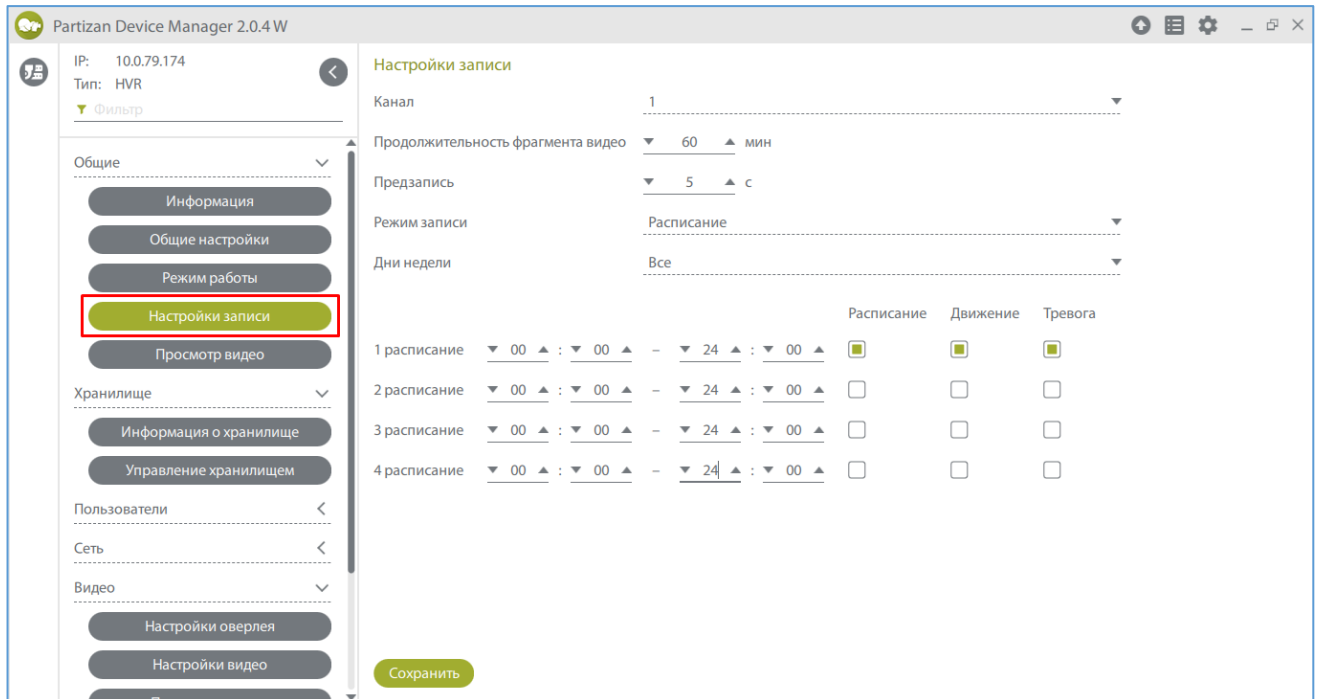 Partizan Device Manager 2.0.4 W
IP: 10.0.79.174
Тип: HVR
Фильтр
Общие
Информация
Общие настройки
Режим работы
Настройки записи
Просмотр видео
Хранилище
Информация о хранилище
Управление хранилищем
Пользователи
Сеть
Видео
Настройки оверлея
Настройки видео
Настройки записи
Канал 1
Продолжительность фрагмента видео 60 мин
Предзапись 5 с
Режим записи Расписание
Дни недели Все
Расписание Движение Тревога
1 расписание 00 : 00 – 24 : 00
2 расписание 00 : 00 – 24 : 00
3 расписание 00 : 00 – 24 : 00
4 расписание 00 : 00 – 24 : 00
Сохранить